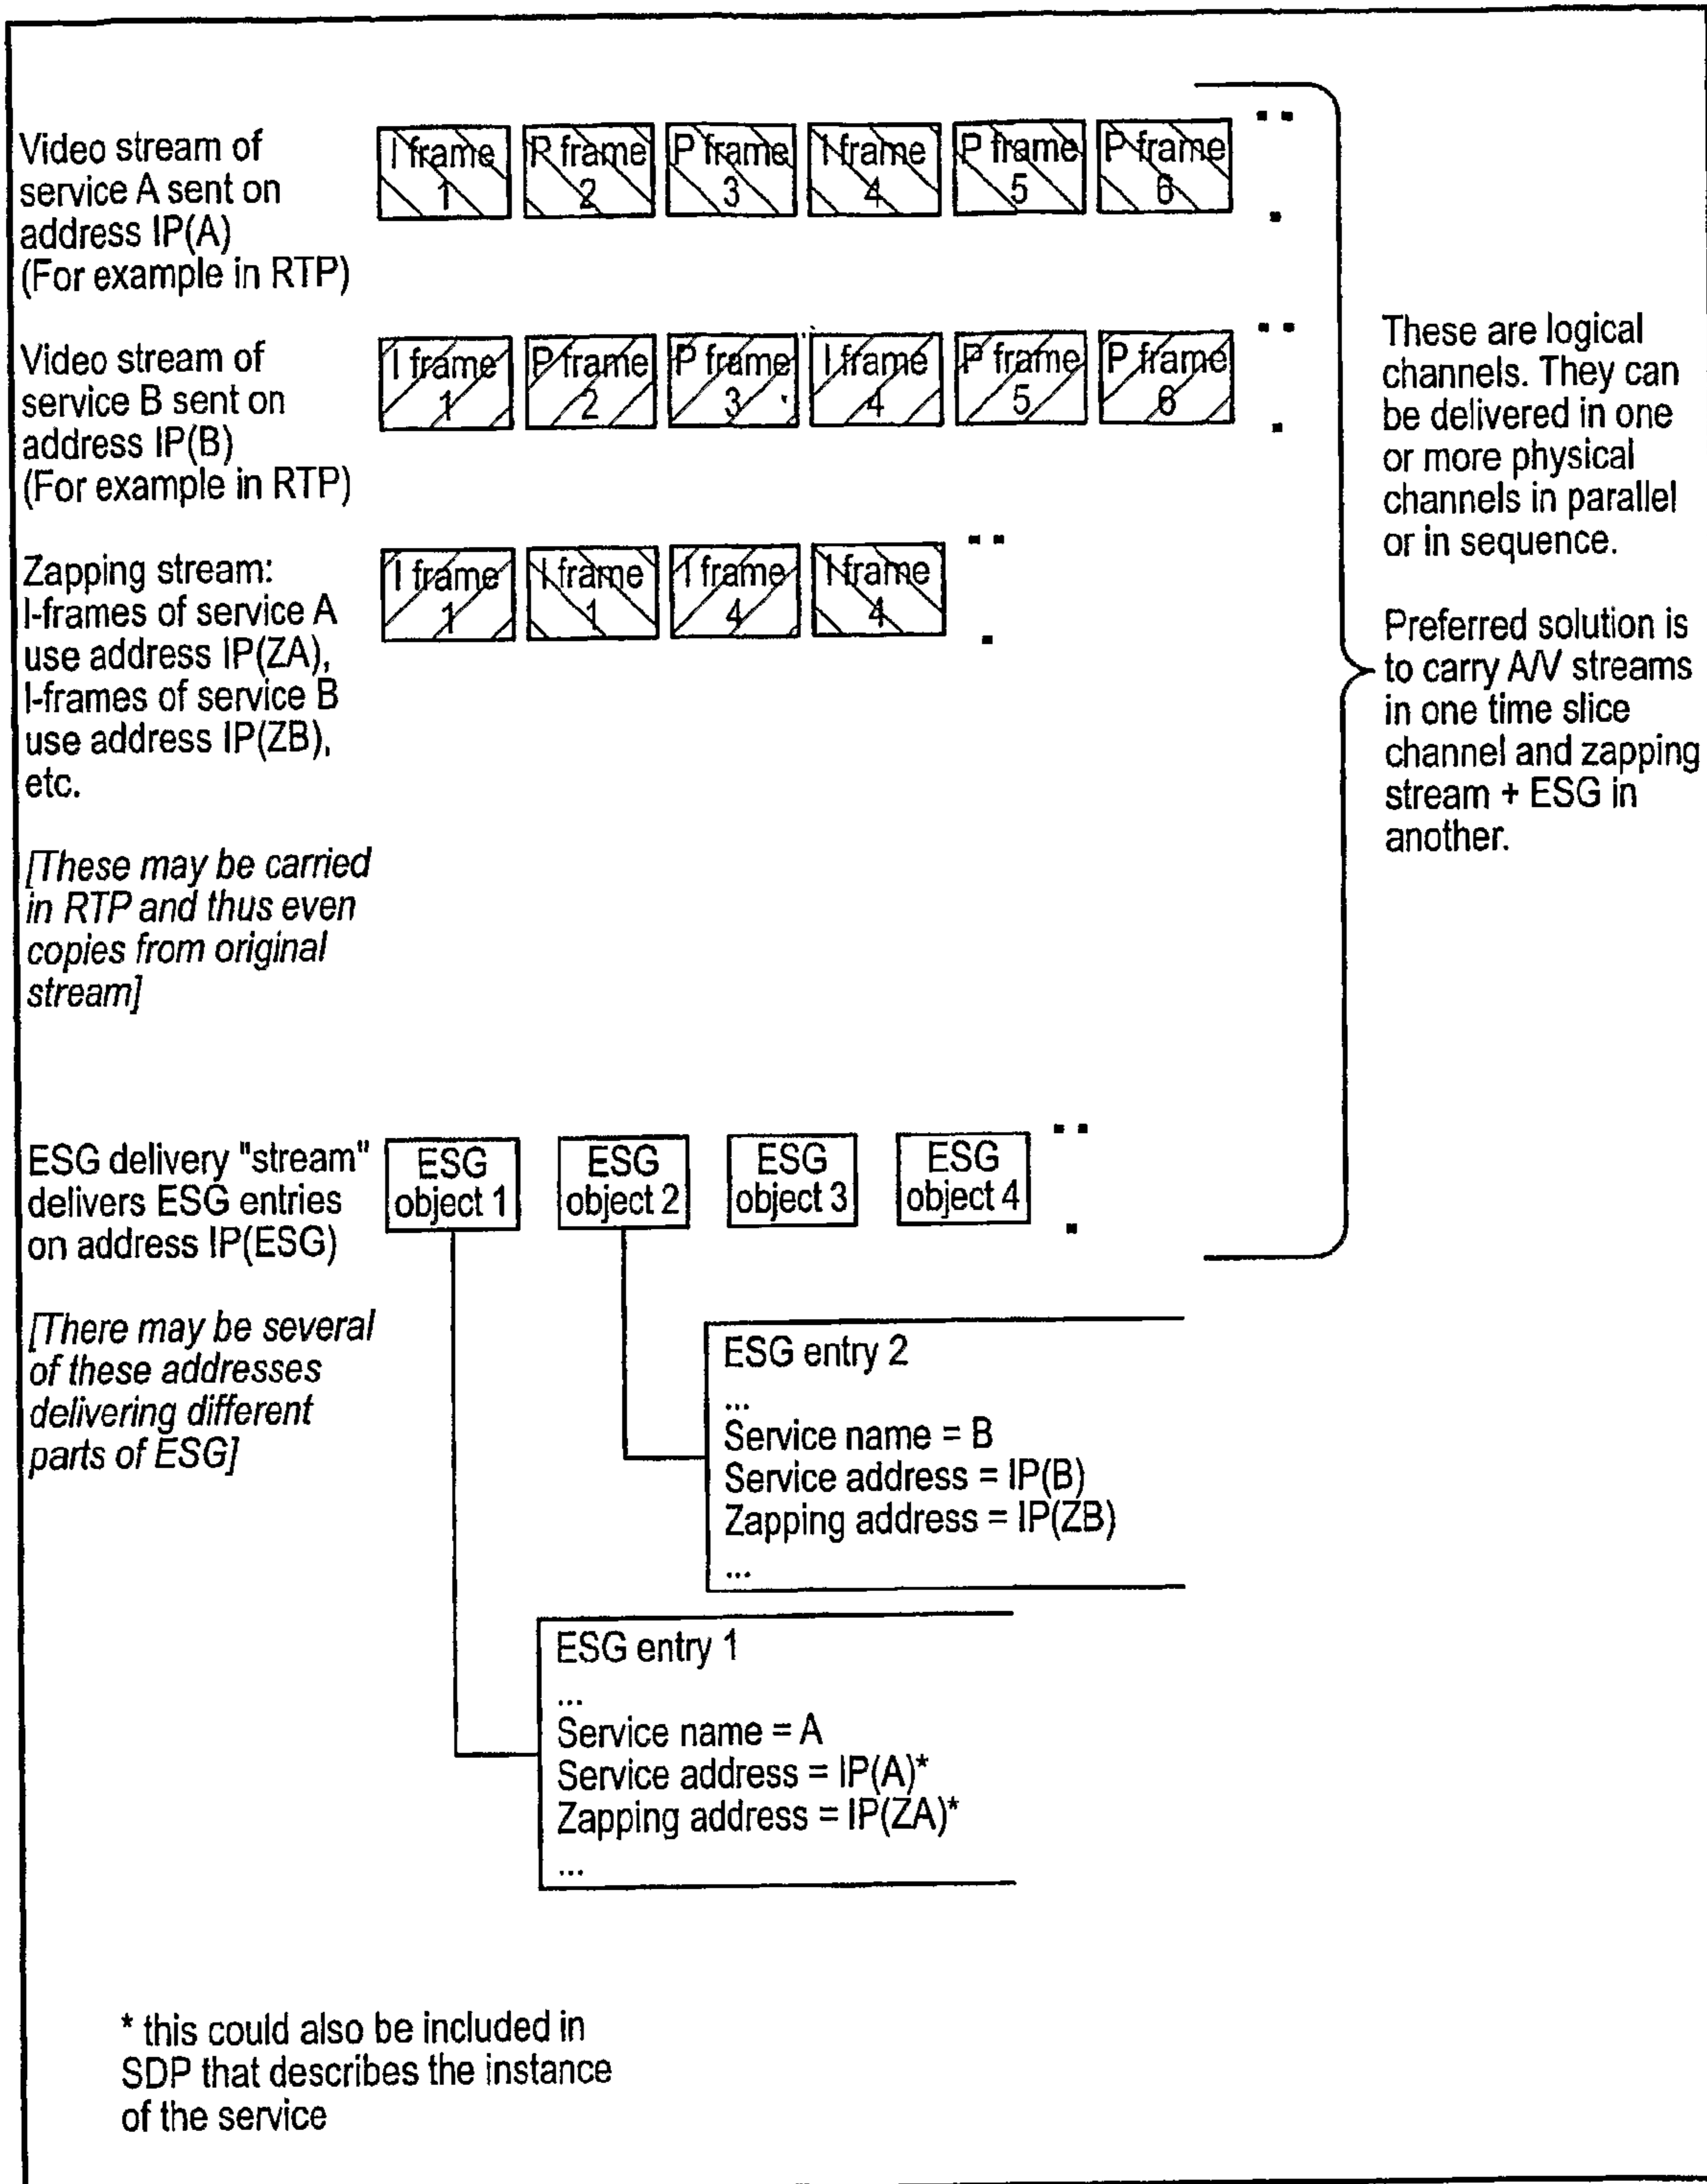 Video stream of
service A sent on
address IP(A)
(For example in RTP)
I frame
1
P frame
2
P frame
3
I frame
4
P frame
5
P frame
6
Video stream of
service B sent on
address IP(B)
(For example in RTP)
I frame
1
P frame
2
P frame
3
I frame
4
P frame
5
P frame
6
Zapping stream:
I-frames of service A
use address IP(ZA),
I-frames of service B
use address IP(ZB),
etc.
I frame
1
I frame
1
I frame
4
I frame
4
[These may be carried
in RTP and thus even
copies from original
stream]
These are logical
channels. They can
be delivered in one
or more physical
channels in parallel
or in sequence.
Preferred solution is
to carry A/V streams
in one time slice
channel and zapping
stream + ESG in
another.
ESG delivery "stream"
delivers ESG entries
on address IP(ESG)
ESG
object 1
ESG
object 2
ESG
object 3
ESG
object 4
[There may be several
of these addresses
delivering different
parts of ESG]
ESG entry 2
...
Service name = B
Service address = IP(B)
Zapping address = IP(ZB)
...
ESG entry 1
...
Service name = A
Service address = IP(A)*
Zapping address = IP(ZA)*
...
* this could also be included in
SDP that describes the instance
of the service